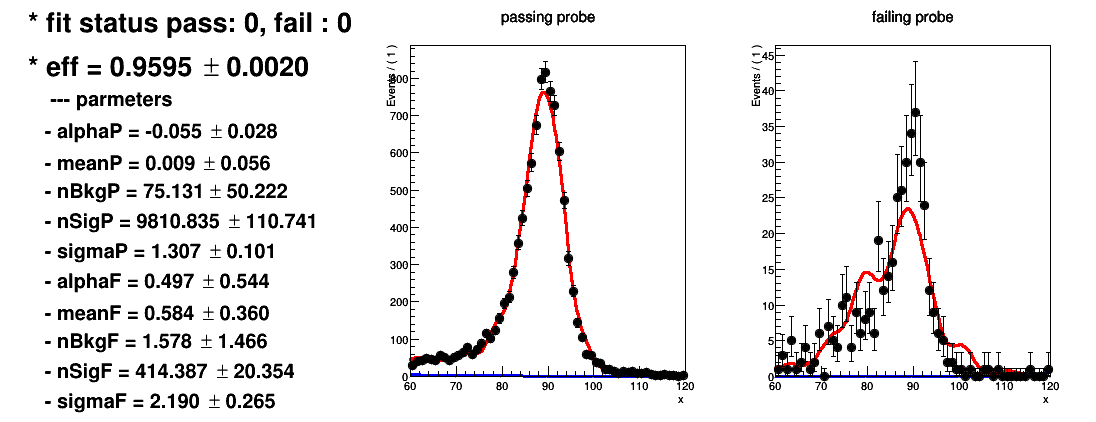 * fit status pass: 0, fail : 0
* eff = 0.9595 ± 0.0020
--- parmeters
- alphaP = -0.055 ± 0.028
- meanP = 0.009 ± 0.056
- nBkgP = 75.131 ± 50.222
- nSigP = 9810.835 ± 110.741
- sigmaP = 1.307 ± 0.101
- alphaF = 0.497 ± 0.544
- meanF = 0.584 ± 0.360
- nBkgF = 1.578 ± 1.466
- nSigF = 414.387 ± 20.354
- sigmaF = 2.190 ± 0.265
passing probe
Events / ( 1 )
800
700
600
500
400
300
200
100
0
60 70 80 90 100 110 120
x
failing probe
Events / ( 1 )
45
40
35
30
25
20
15
10
5
0
60 70 80 90 100 110 120
x